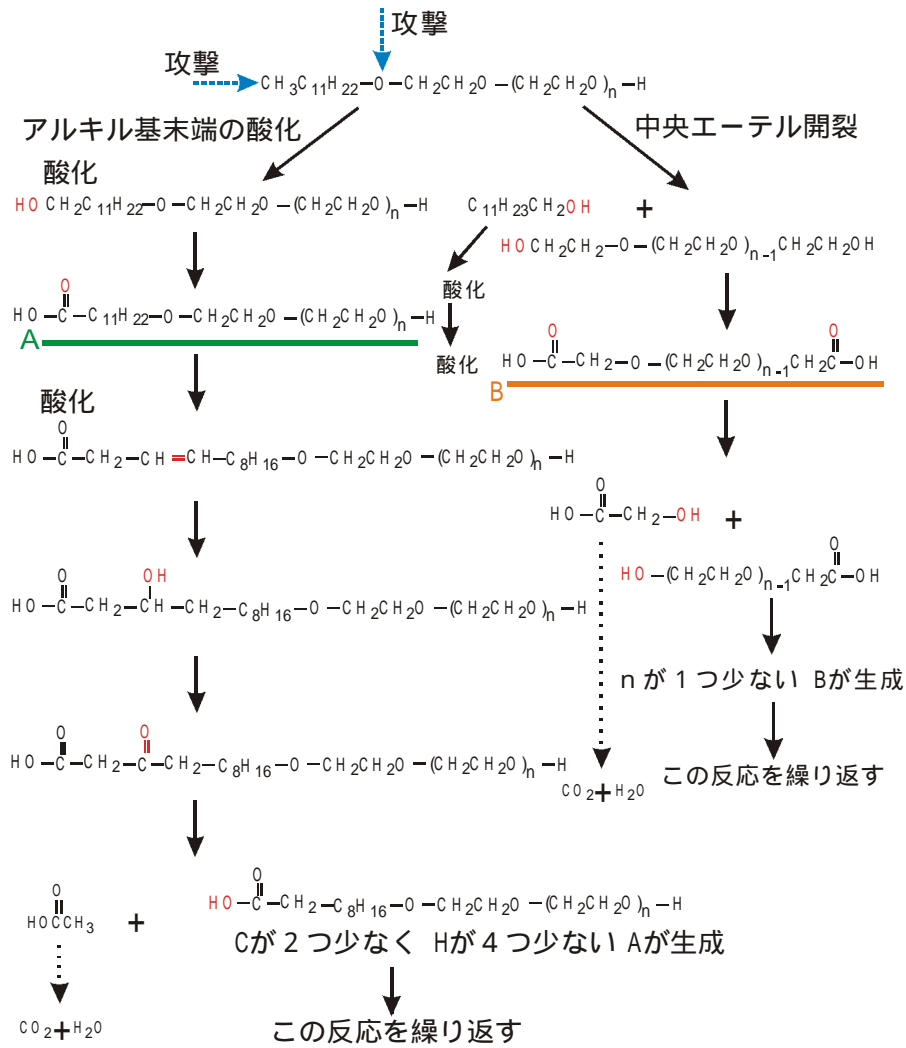 攻撃
攻撃
CH3C11H22-O-CH2CH2O-(CH2CH2O)n-H
アルキル基末端の酸化
中央エーテル開裂
酸化
HO CH2C11H22-O-CH2CH2O-(CH2CH2O)n-H
C11H23CH2OH +
HOCH2CH2-O-(CH2CH2O)n-1CH2CH2OH
酸化
O
HO-C-C11H22-O-CH2CH2O-(CH2CH2O)n-H
A
酸化
O O
HO-C-CH2-O-(CH2CH2O)n-1CH2C-OH
B
酸化
O
HO-C-CH2-CH=CH-C8H16-O-CH2CH2O-(CH2CH2O)n-H
O
HO-C-CH2-OH +
O
HO-(CH2CH2O)n-1CH2C-OH
O OH
HO-C-CH2-CH-CH2-C8H16-O-CH2CH2O-(CH2CH2O)n-H
nが1つ少ない Bが生成
O O
HO-C-CH2-C-CH2-C8H16-O-CH2CH2O-(CH2CH2O)n-H
この反応を繰り返す
CO2+H2O
O
HOCCH3 +
O
HO-C-CH2-C8H16-O-CH2CH2O-(CH2CH2O)n-H
Cが2つ少なく Hが4つ少ない Aが生成
CO2+H2O
この反応を繰り返す